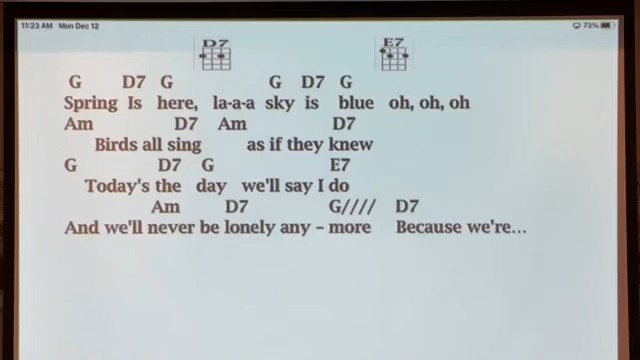 11:23 AM Mon Dec 12
73%
D7 E7
G D7 G G D7 G
Spring Is here, la-a-a sky is blue oh, oh, oh
Am D7 Am D7
Birds all sing as if they knew
G D7 G E7
Today's the day we'll say I do
Am D7 G//// D7
And we'll never be lonely any – more Because we're...